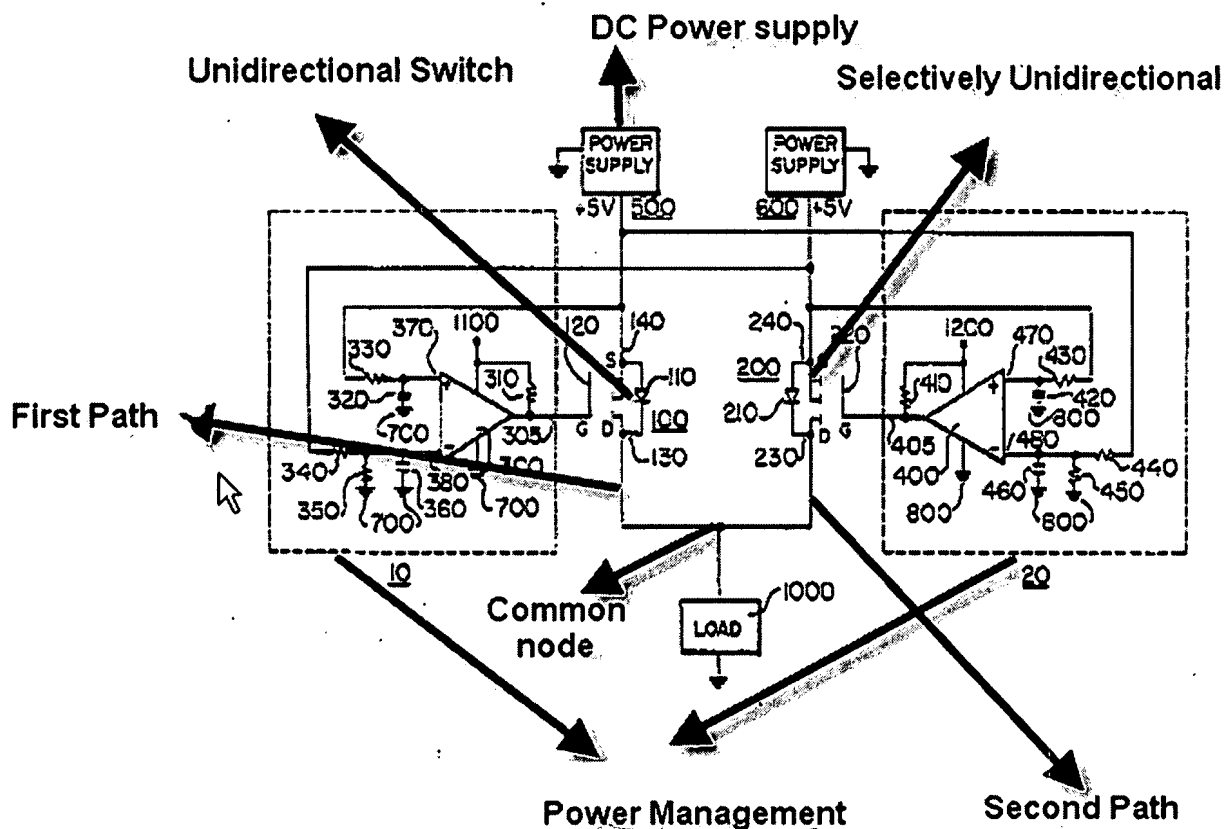 DC Power supply
Unidirectional Switch
Selectively Unidirectional
POWER SUPPLY
POWER SUPPLY
+5V 500
600 +5V
370 1100 120 140 240 220 1200 470
330 S 200 430
310 110 410
320 210 420
First Path
700 305 G D 100 D G 405 800
340 380 300 130 230 400 480 440
350 700 360 700 800 460 800 450
10
20
Common
node
1000
LOAD
Power Management
Second Path